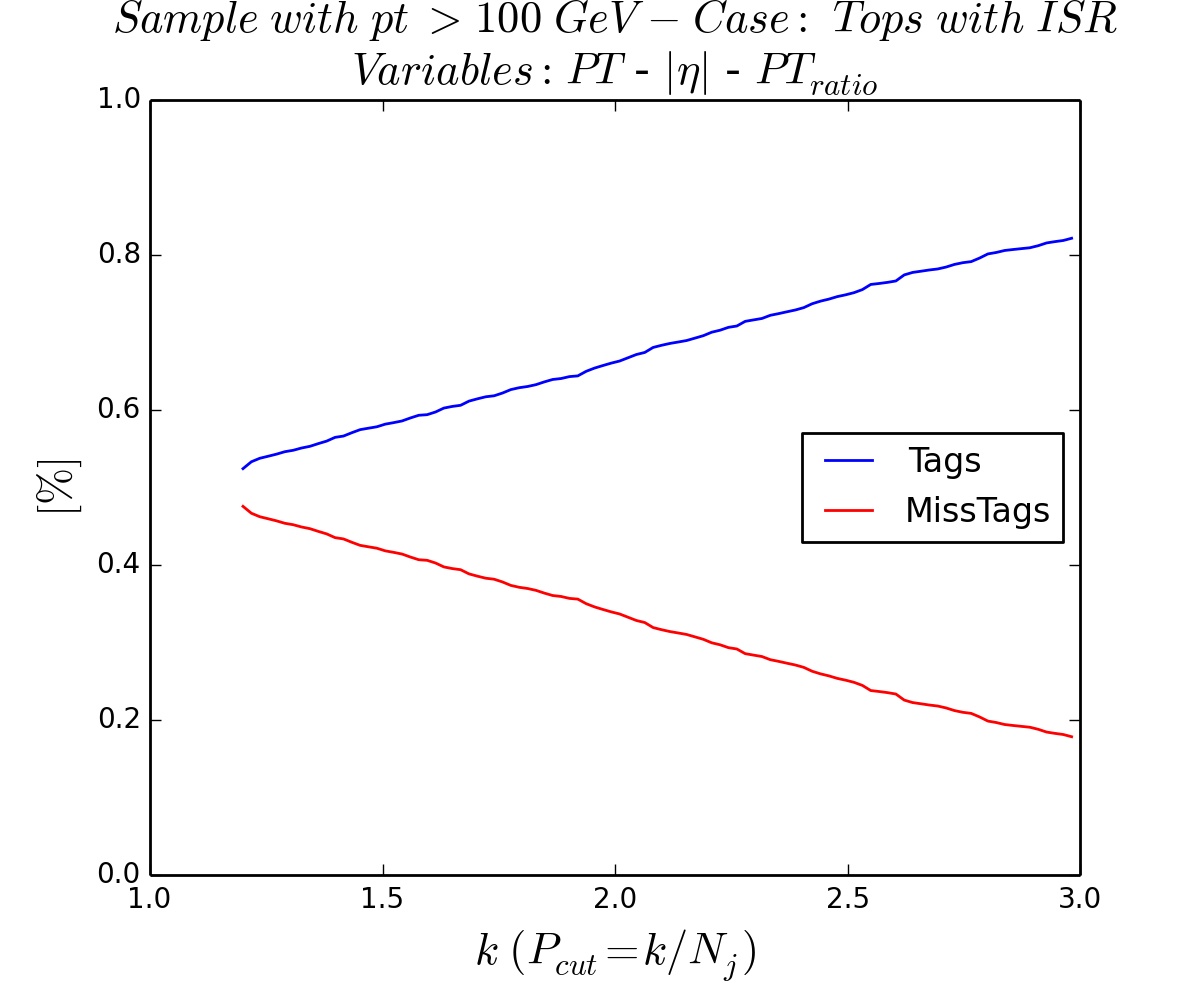 Sample with pt > 100 GeV − Case: Tops with ISR
Variables: PT - |η| - PT_ratio
1.0
0.8
0.6
0.4
0.2
0.0
[%]
Tags
MissTags
1.0 1.5 2.0 2.5 3.0
k (P_cut = k/N_j)